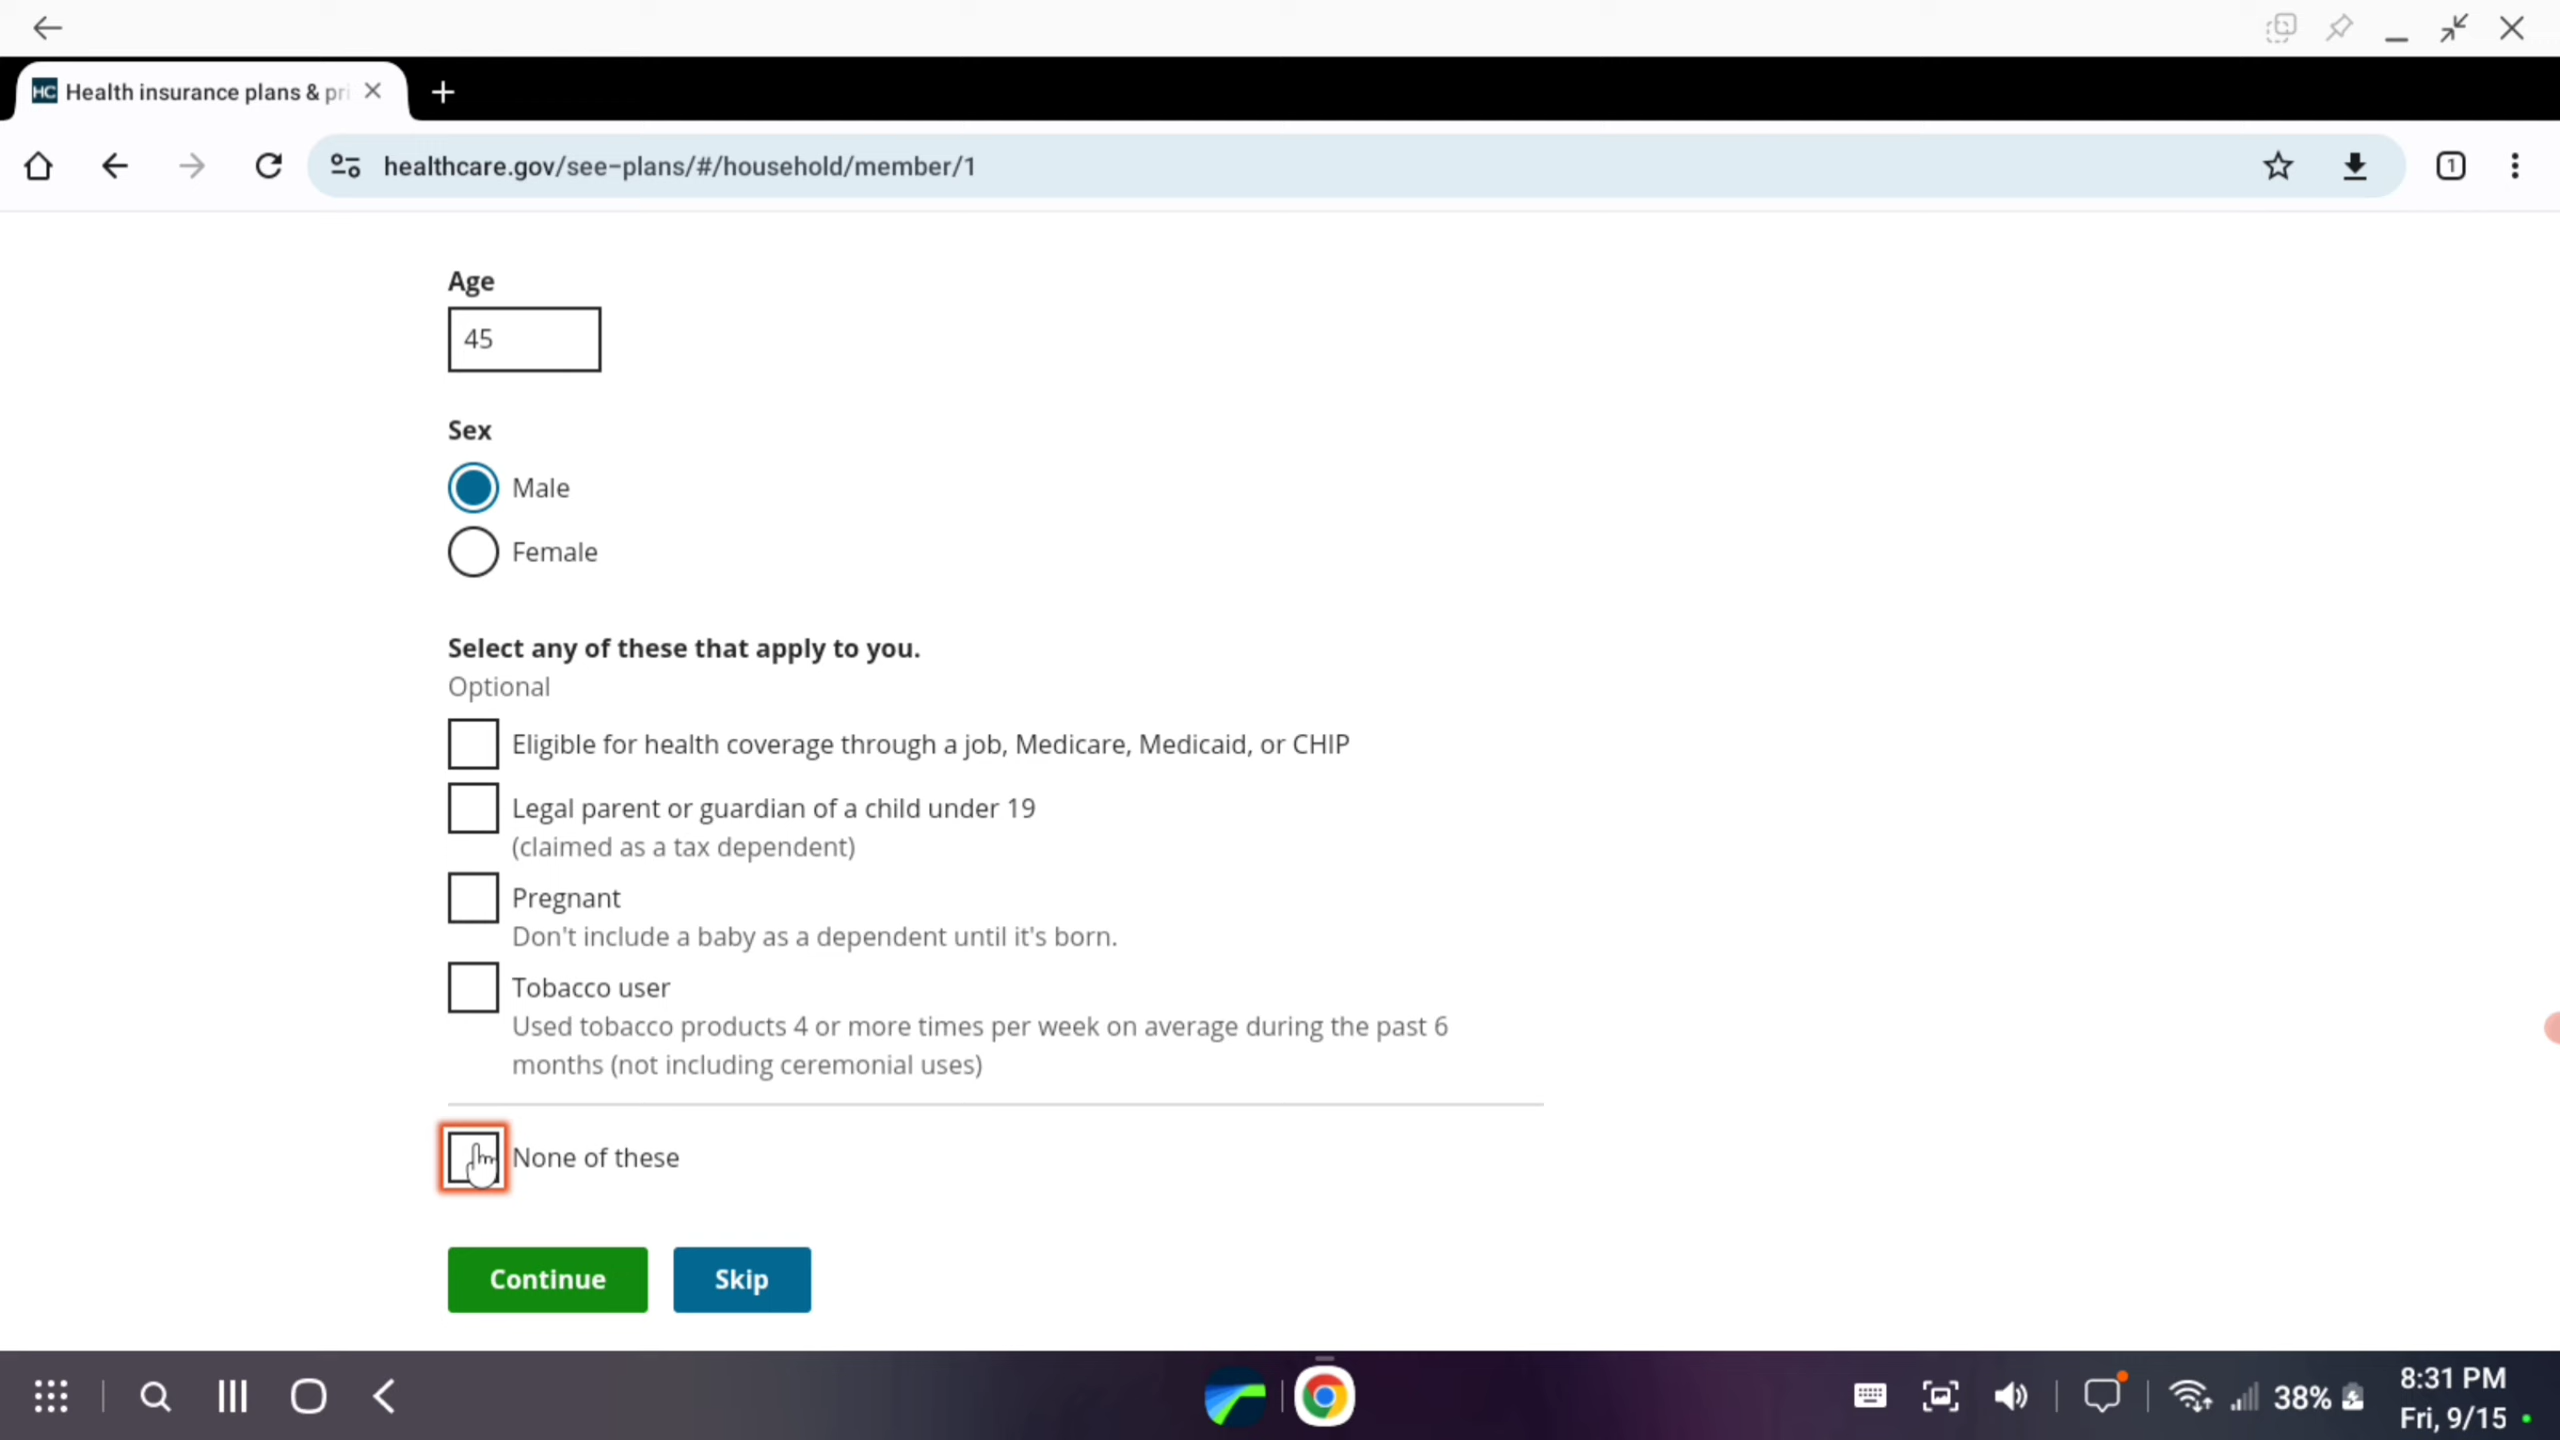 HC Health insurance plans & pri
healthcare.gov/see-plans/#/household/member/1
1
Age
45
Sex
Male
Female
Select any of these that apply to you.
Optional
Eligible for health coverage through a job, Medicare, Medicaid, or CHIP
Legal parent or guardian of a child under 19
(claimed as a tax dependent)
Pregnant
Don't include a baby as a dependent until it's born.
Tobacco user
Used tobacco products 4 or more times per week on average during the past 6
months (not including ceremonial uses)
None of these
Continue Skip
38%
8:31 PM
Fri, 9/15